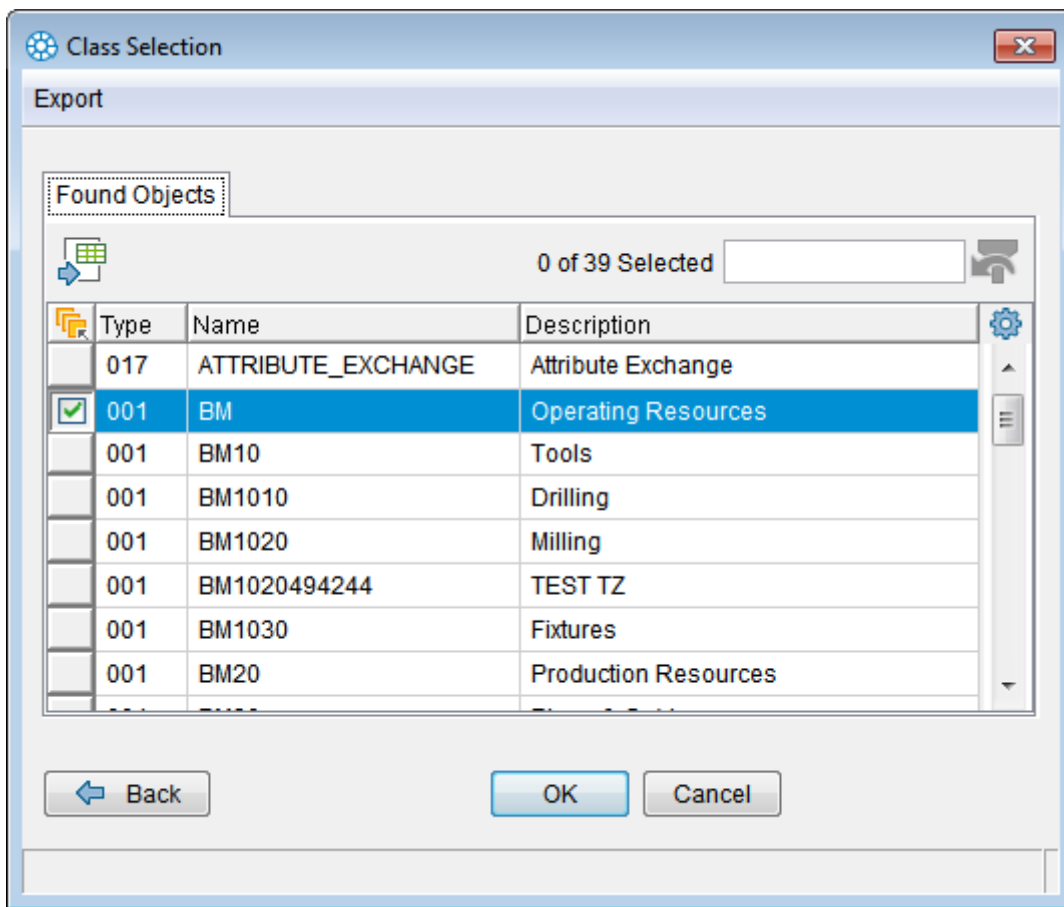 Class Selection
Export
Found Objects
0 of 39 Selected
Type Name Description
017 ATTRIBUTE_EXCHANGE Attribute Exchange
001 BM Operating Resources
001 BM10 Tools
001 BM1010 Drilling
001 BM1020 Milling
001 BM1020494244 TEST TZ
001 BM1030 Fixtures
001 BM20 Production Resources
Back OK Cancel